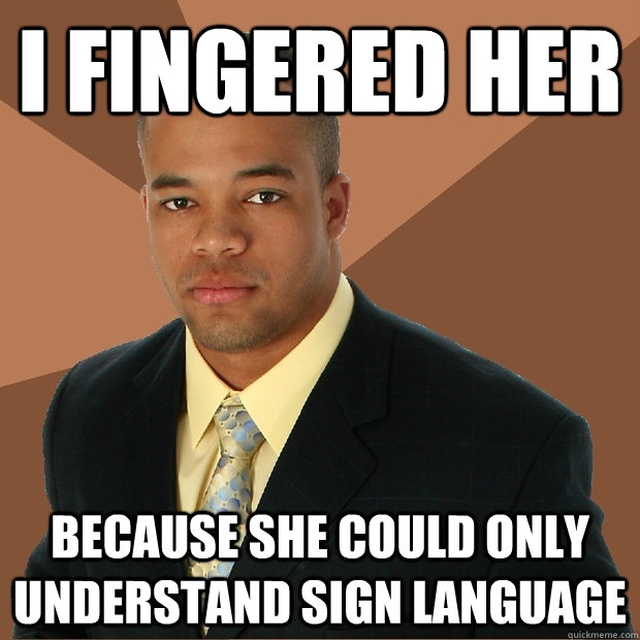 I FINGERED HER
BECAUSE SHE COULD ONLY
UNDERSTAND SIGN LANGUAGE
quickmeme.com